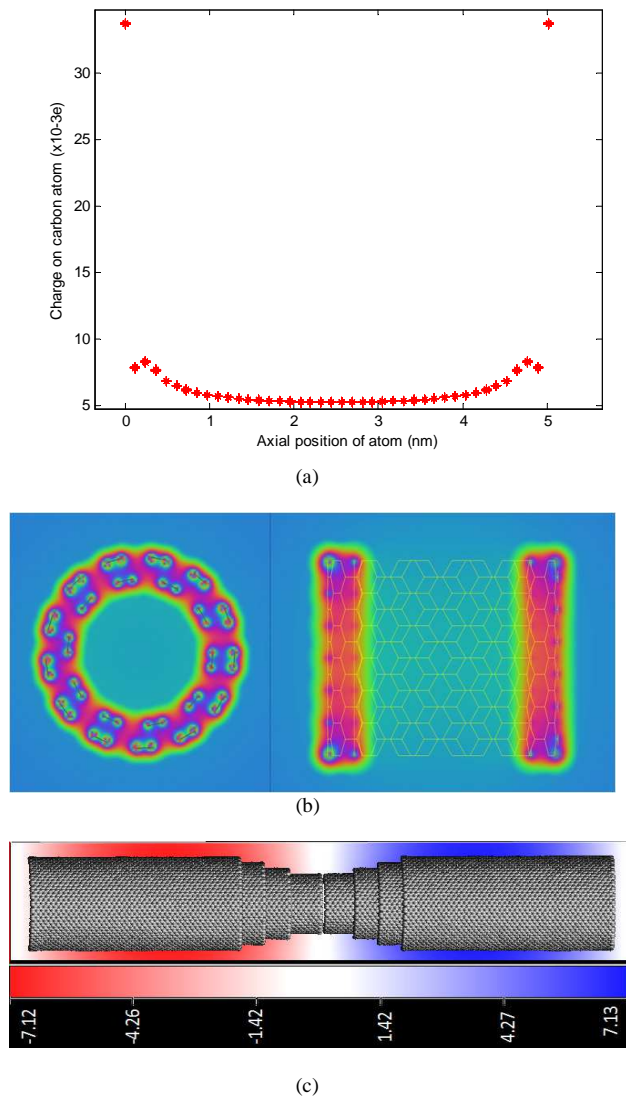 30
25
20
15
10
5
Charge on carbon atom (x10-3e)
0 1 2 3 4 5
Axial position of atom (nm)
(a)
(b)
-7.12 -4.26 -1.42 1.42 4.27 7.13
(c)